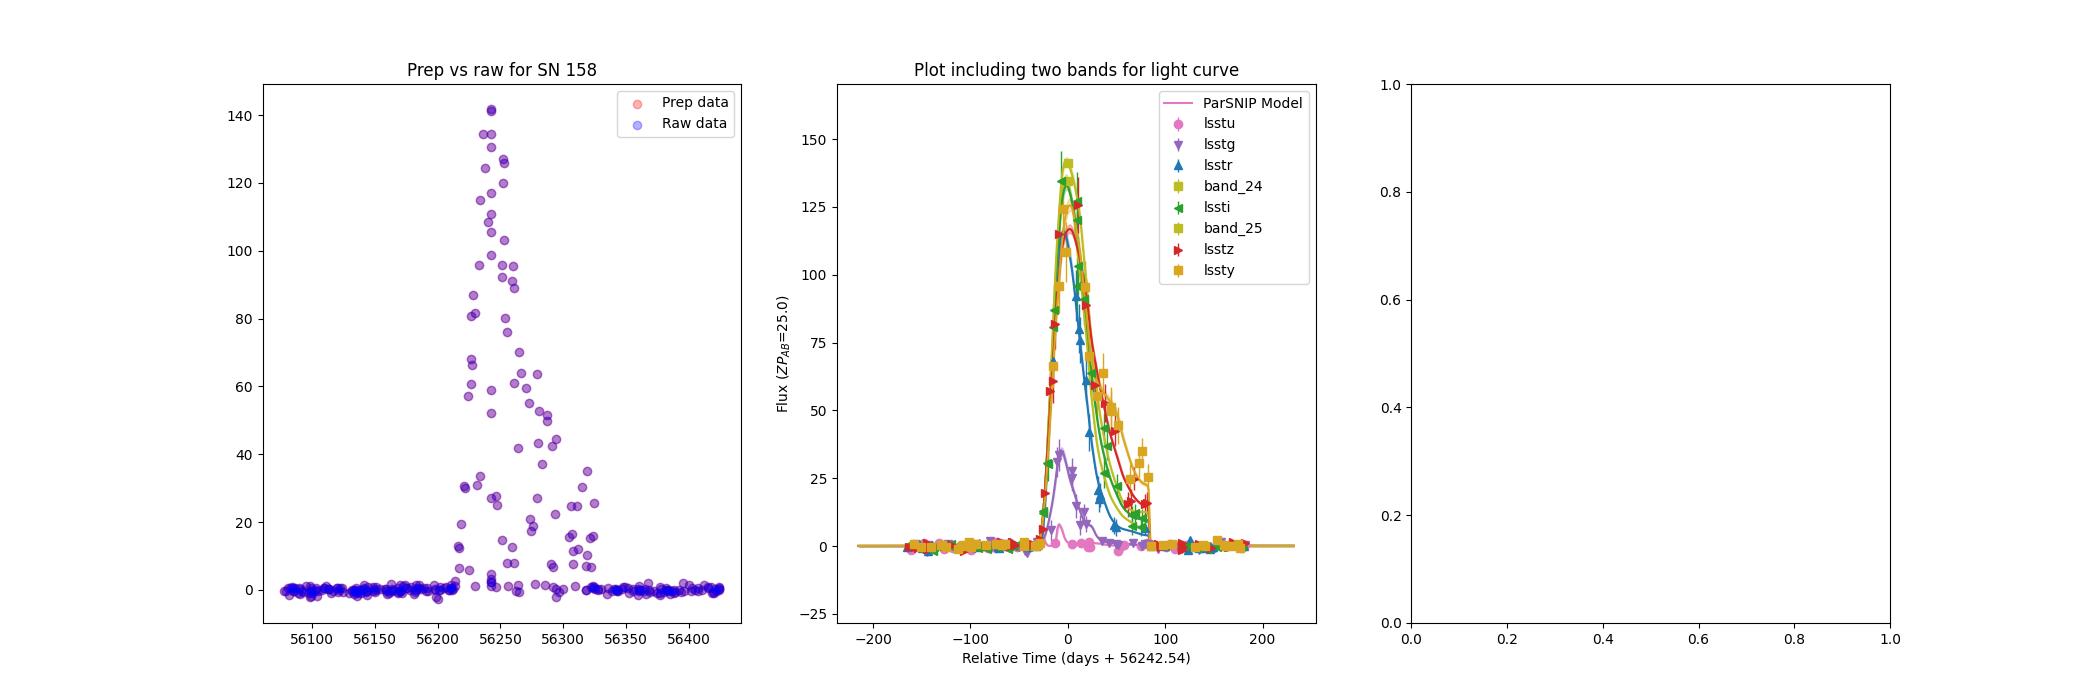 Prep vs raw for SN 158
Prep data
Raw data
140
120
100
80
60
40
20
0
56100 56150 56200 56250 56300 56350 56400
Plot including two bands for light curve
ParSNIP Model
lsstu
lsstg
lsstr
band_24
lssti
band_25
lsstz
lssty
Flux (ZP_AB=25.0)
150
125
100
75
50
25
0
−25
−200 −100 0 100 200
Relative Time (days + 56242.54)
1.0
0.8
0.6
0.4
0.2
0.0
0.0 0.2 0.4 0.6 0.8 1.0